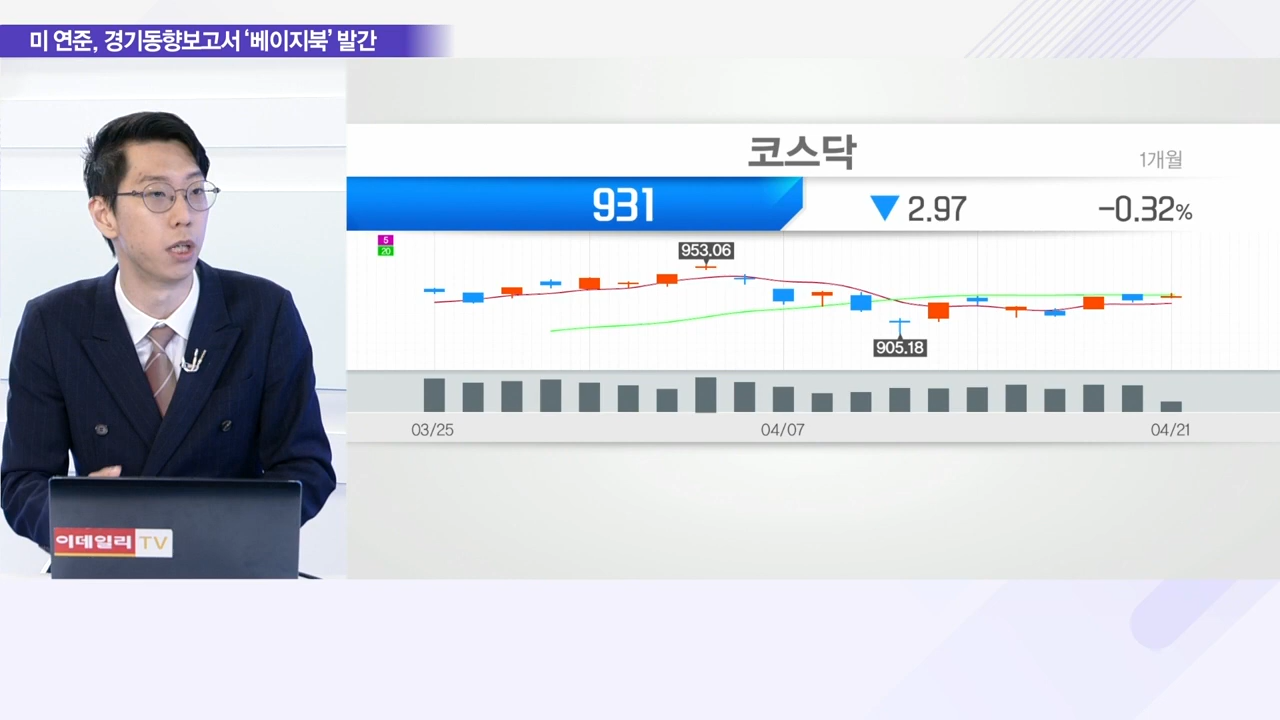 미 연준, 경기동향보고서 ‘베이지북’ 발간
코스닥
1개월
931
▼ 2.97
-0.32%
5
20
953.06
905.18
03/25
04/07
04/21
이데일리 TV